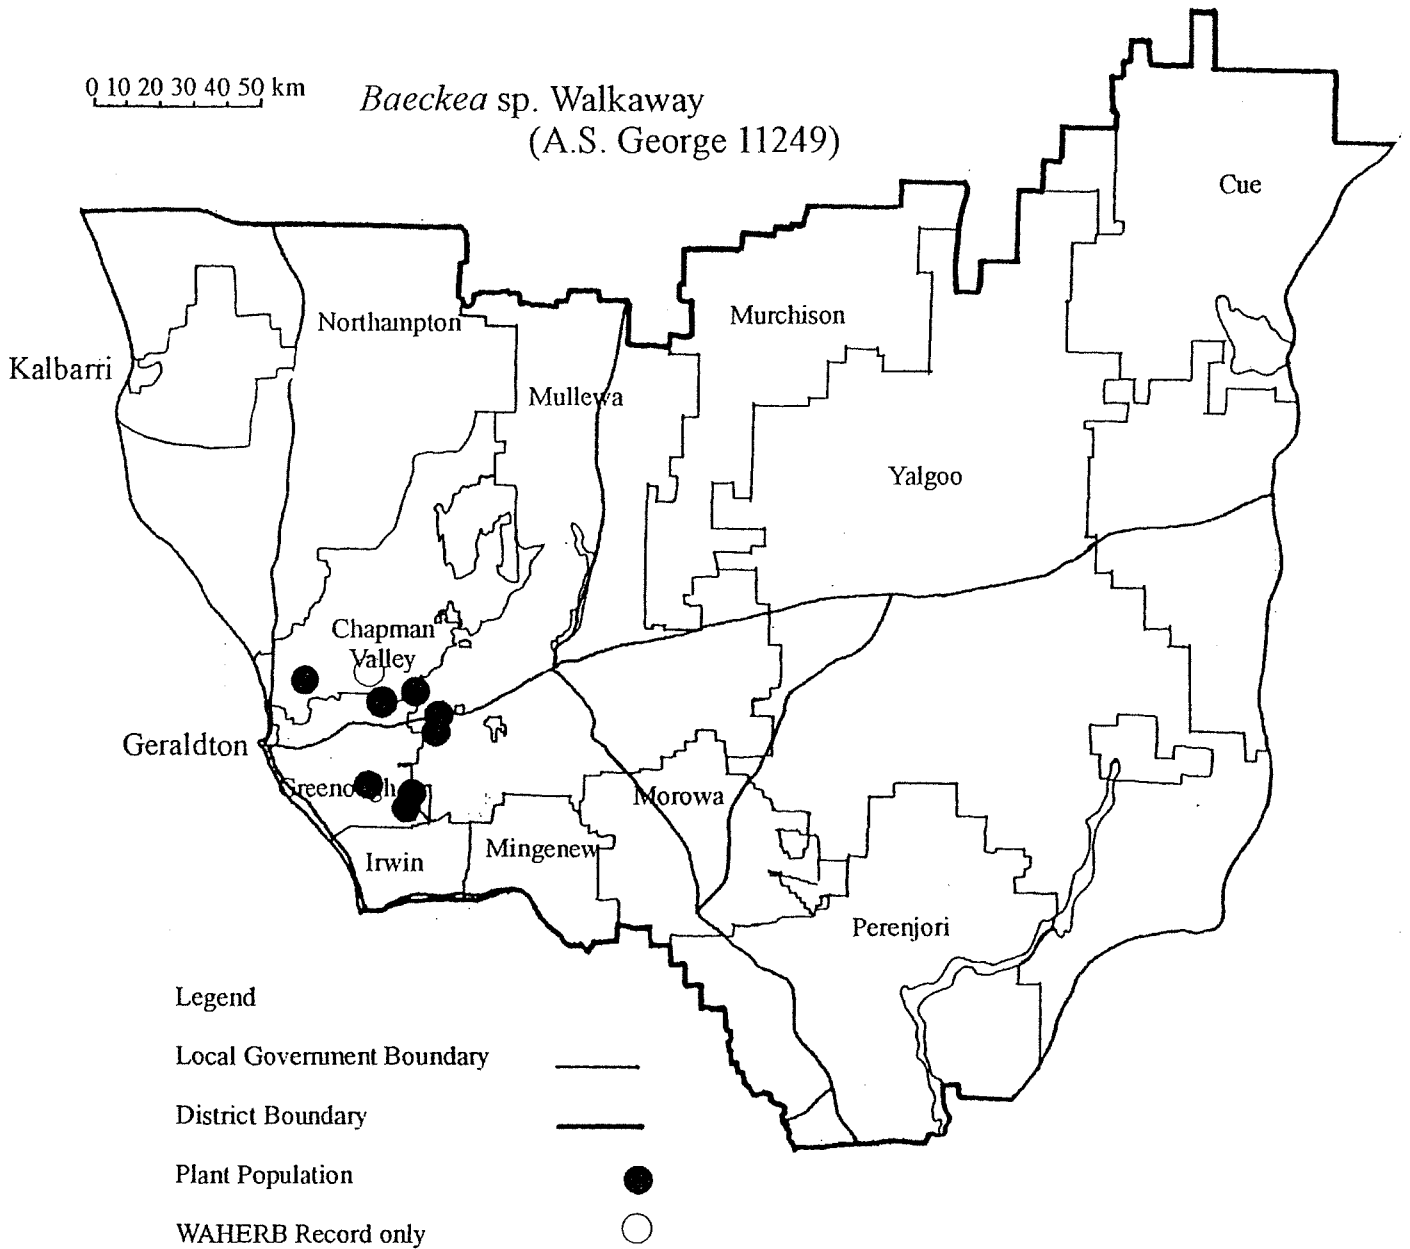 0 10 20 30 40 50 km
Baeckea sp. Walkaway
(A.S. George 11249)
Cue
Northampton
Murchison
Kalbarri
Mullewa
Yalgoo
Chapman
Valley
Geraldton
Greenough
Morowa
Irwin
Mingenew
Perenjori
Legend
Local Government Boundary
District Boundary
Plant Population
WAHERB Record only